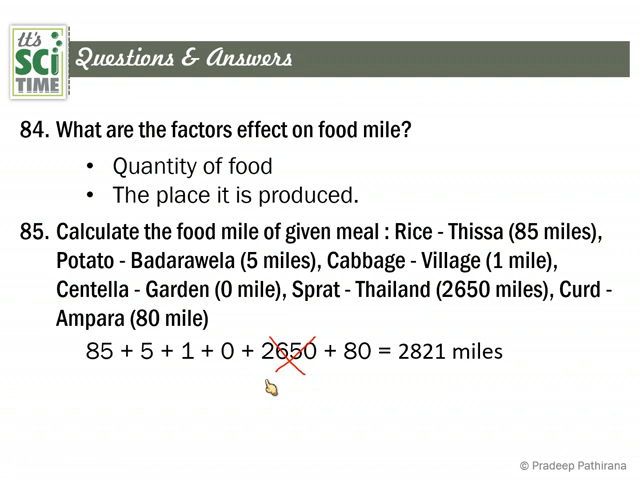 It's
SCi
TIME
Questions & Answers
84. What are the factors effect on food mile?
• Quantity of food
• The place it is produced.
85. Calculate the food mile of given meal : Rice - Thissa (85 miles),
Potato - Badarawela (5 miles), Cabbage - Village (1 mile),
Centella - Garden (0 mile), Sprat - Thailand (2650 miles), Curd -
Ampara (80 mile)
85 + 5 + 1 + 0 + 2650 + 80 = 2821 miles
© Pradeep Pathirana